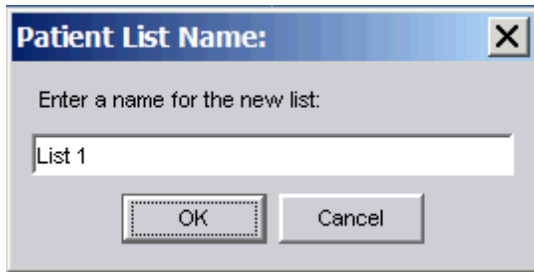 Patient List Name:
Enter a name for the new list:
List 1
OK Cancel